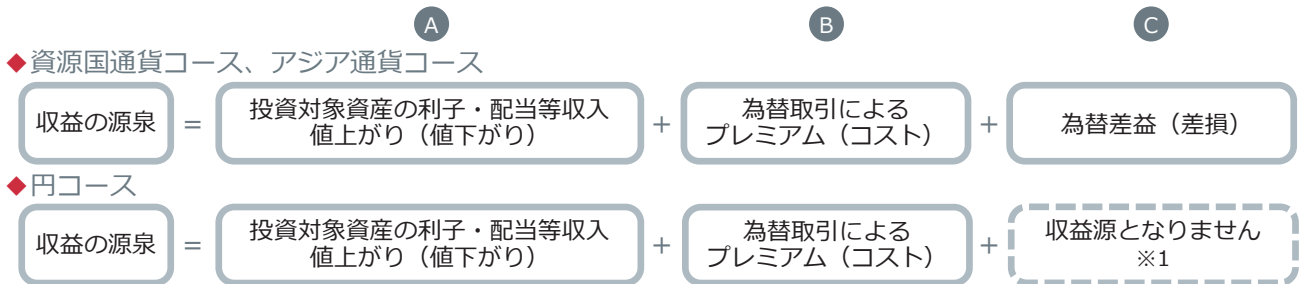 A B C
◆資源国通貨コース、アジア通貨コース
収益の源泉 = 投資対象資産の利子・配当等収入 値上がり（値下がり） + 為替取引による プレミアム（コスト） + 為替差益（差損）
◆円コース
収益の源泉 = 投資対象資産の利子・配当等収入 値上がり（値下がり） + 為替取引による プレミアム（コスト） + 収益源となりません ※1